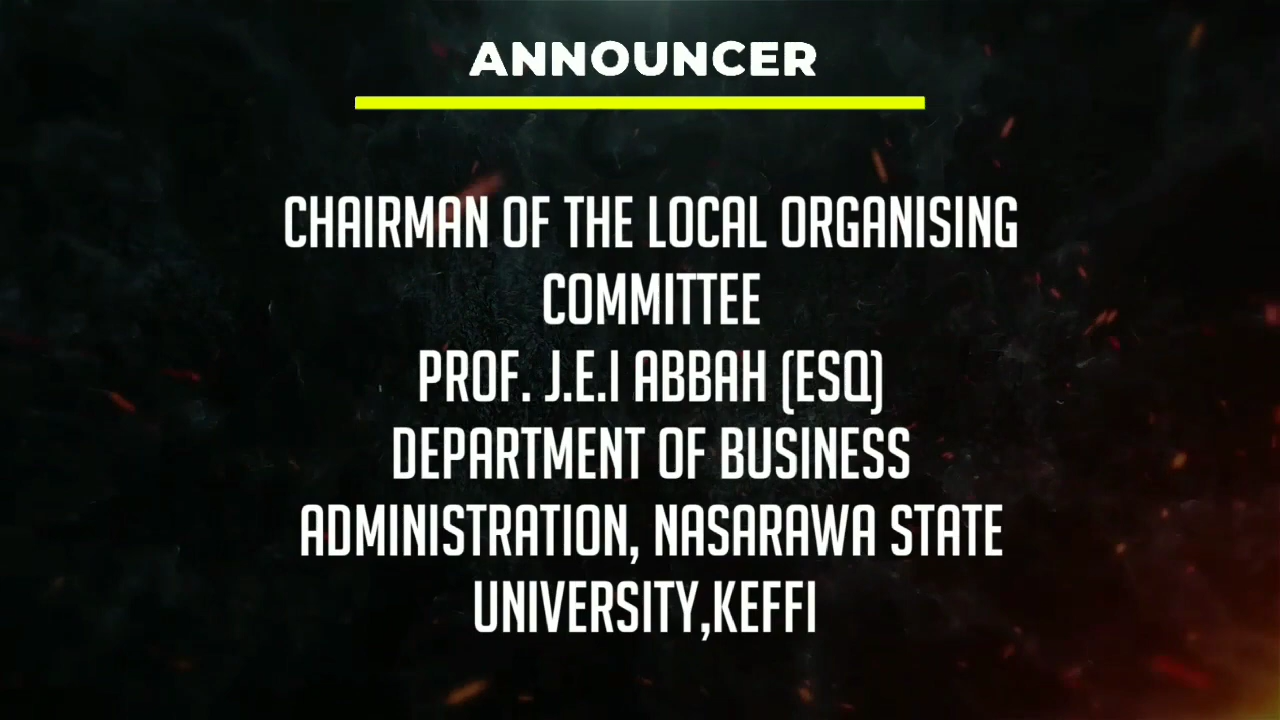 ANNOUNCER
CHAIRMAN OF THE LOCAL ORGANISING
COMMITTEE
PROF. J.E.I ABBAH (ESQ)
DEPARTMENT OF BUSINESS
ADMINISTRATION, NASARAWA STATE
UNIVERSITY,KEFFI